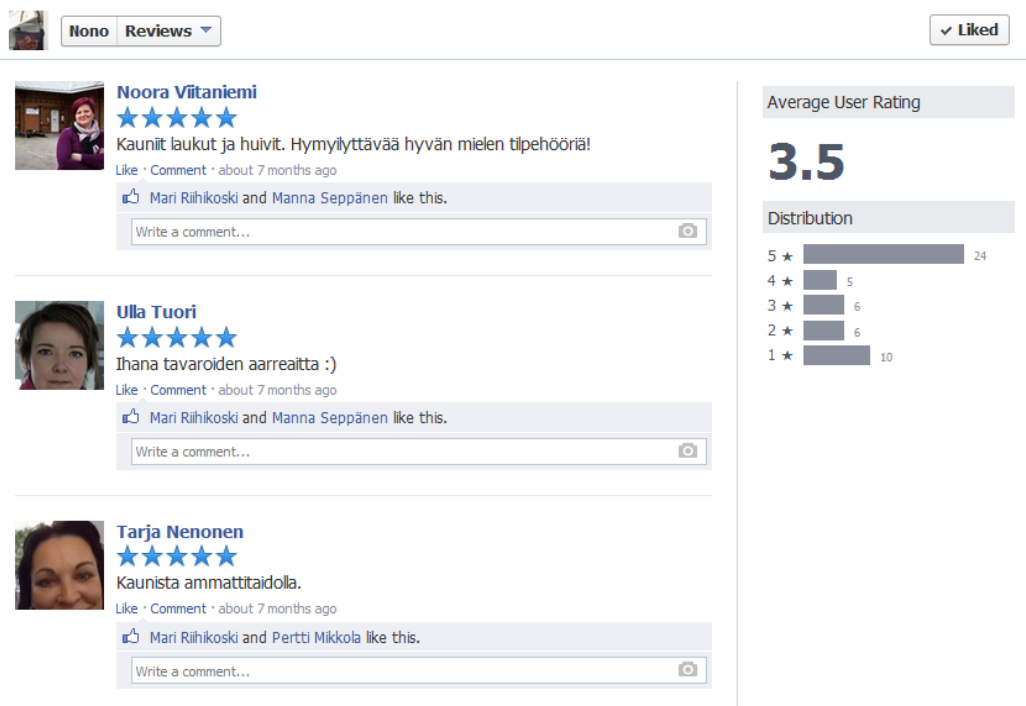 Nono Reviews
Liked
Noora Viitaniemi
Kauniit laukut ja huivit. Hymyilyttävää hyvän mielen tilpehööriä!
Like · Comment · about 7 months ago
Mari Riihikoski and Manna Seppänen like this.
Write a comment...
Ulla Tuori
Ihana tavaroiden aarreaitta :)
Like · Comment · about 7 months ago
Mari Riihikoski and Manna Seppänen like this.
Write a comment...
Tarja Nenonen
Kaunista ammattitaidolla.
Like · Comment · about 7 months ago
Mari Riihikoski and Pertti Mikkola like this.
Write a comment...
Average User Rating
3.5
Distribution
5 ★ 24
4 ★ 5
3 ★ 6
2 ★ 6
1 ★ 10